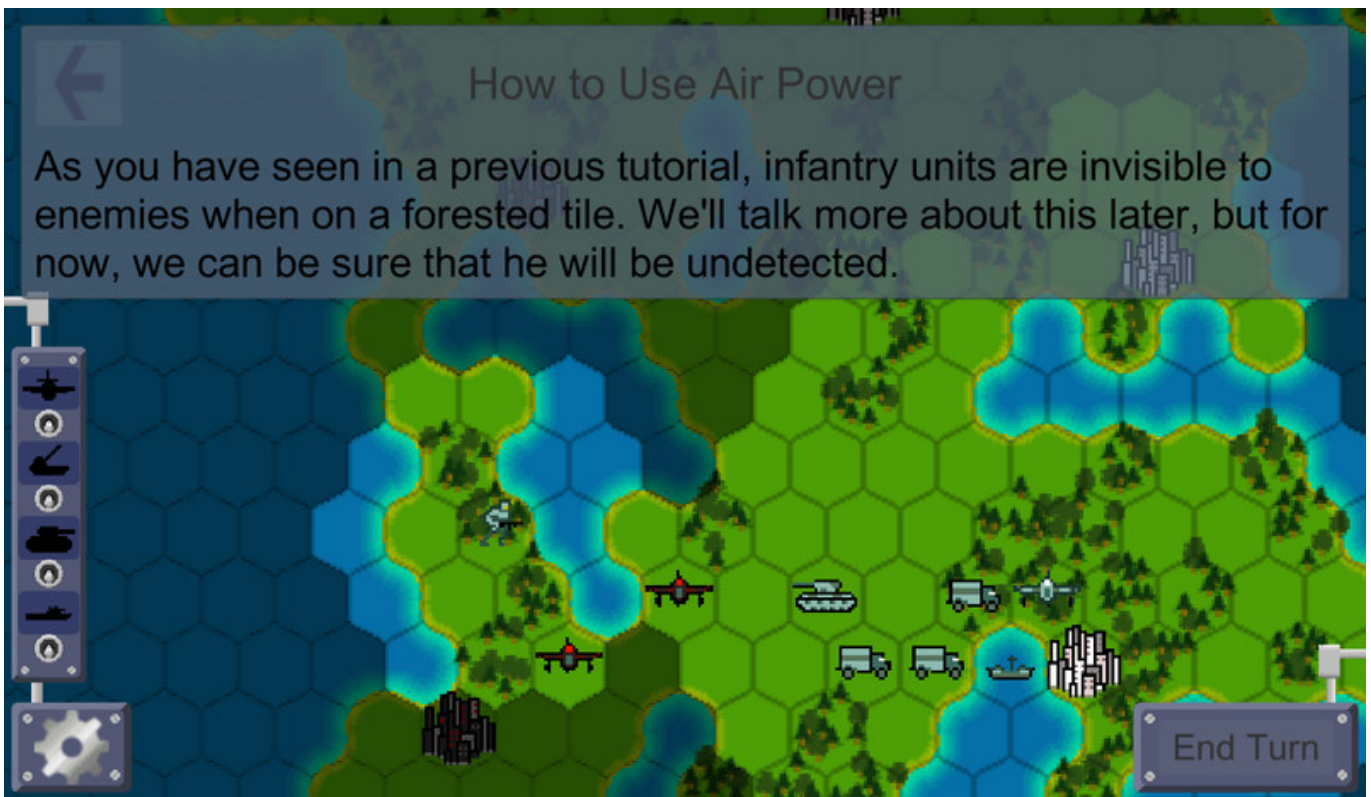 How to Use Air Power
As you have seen in a previous tutorial, infantry units are invisible to
enemies when on a forested tile. We'll talk more about this later, but for
now, we can be sure that he will be undetected.
End Turn